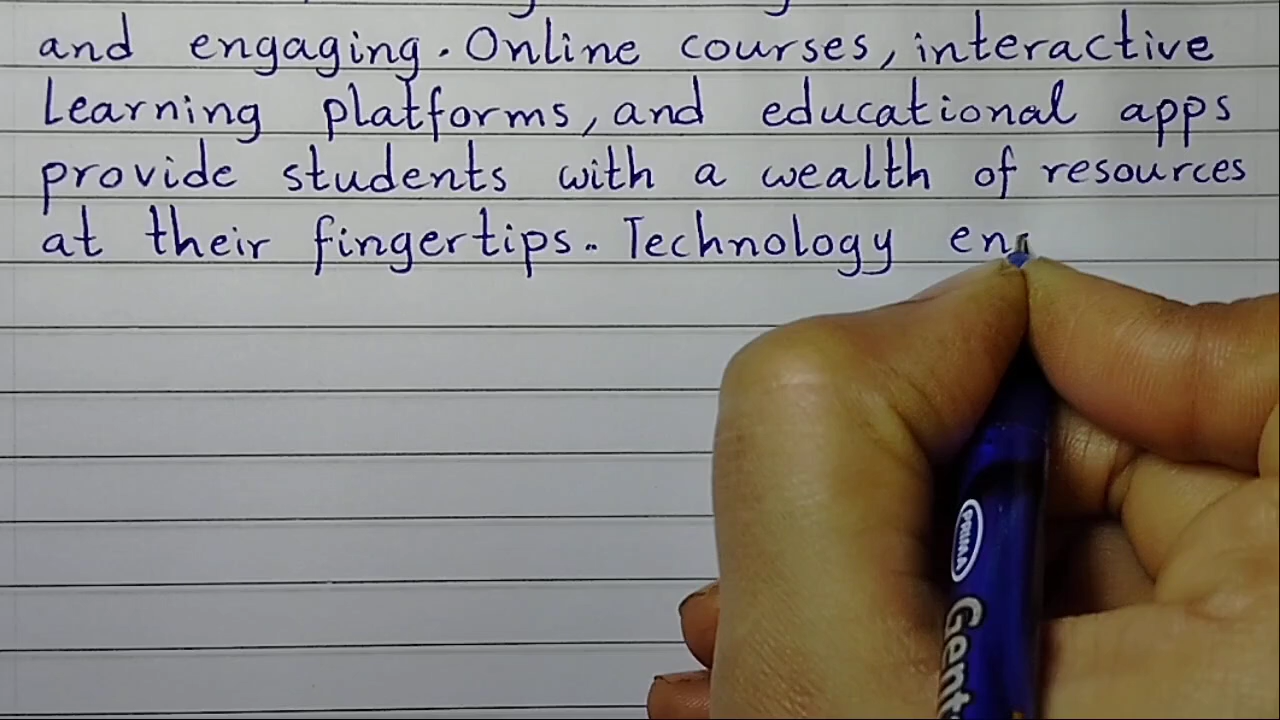 and engaging. Online courses, interactive
Learning platforms, and educational apps
provide students with a wealth of resources
at their fingertips. Technology en
PRIMA